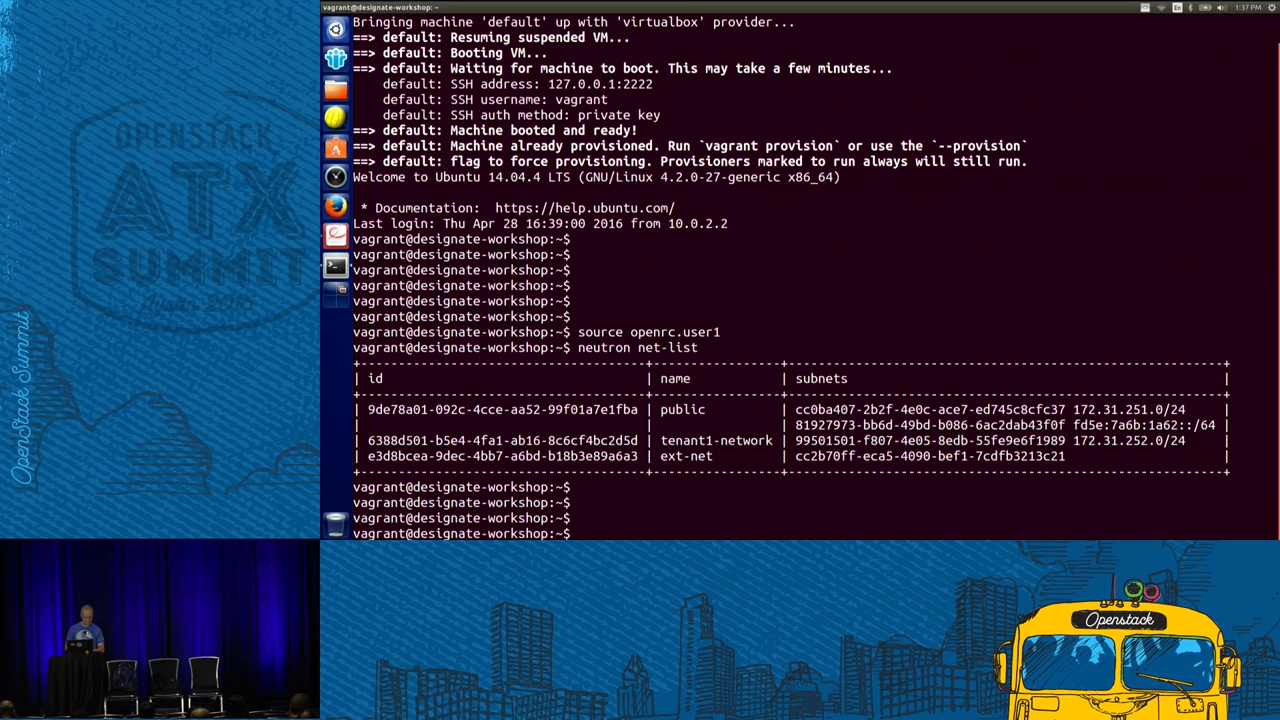 vagrant@designate-workshop: ~
En
1:37 PM
Bringing machine 'default' up with 'virtualbox' provider...
==> default: Resuming suspended VM...
==> default: Booting VM...
==> default: Waiting for machine to boot. This may take a few minutes...
default: SSH address: 127.0.0.1:2222
default: SSH username: vagrant
default: SSH auth method: private key
==> default: Machine booted and ready!
==> default: Machine already provisioned. Run `vagrant provision` or use the `--provision`
==> default: flag to force provisioning. Provisioners marked to run always will still run.
Welcome to Ubuntu 14.04.4 LTS (GNU/Linux 4.2.0-27-generic x86_64)
* Documentation:  https://help.ubuntu.com/
Last login: Thu Apr 28 16:39:00 2016 from 10.0.2.2
vagrant@designate-workshop:~$
vagrant@designate-workshop:~$
vagrant@designate-workshop:~$
vagrant@designate-workshop:~$
vagrant@designate-workshop:~$
vagrant@designate-workshop:~$
vagrant@designate-workshop:~$ source openrc.user1
vagrant@designate-workshop:~$ neutron net-list
| id | name | subnets |
| 9de78a01-092c-4cce-aa52-99f01a7e1fba | public | cc0ba407-2b2f-4e0c-ace7-ed745c8cfc37 172.31.251.0/24 |
| | | 81927973-bb6d-49bd-b086-6ac2dab43f0f fd5e:7a6b:1a62::/64 |
| 6388d501-b5e4-4fa1-ab16-8c6cf4bc2d5d | tenant1-network | 99501501-f807-4e05-8edb-55fe9e6f1989 172.31.252.0/24 |
| e3d8bcea-9dec-4bb7-a6bd-b18b3e89a6a3 | ext-net | cc2b70ff-eca5-4090-bef1-7cdfb3213c21 |
vagrant@designate-workshop:~$
vagrant@designate-workshop:~$
vagrant@designate-workshop:~$
vagrant@designate-workshop:~$
OPENSTACK
ATX
SUMMIT
Austin 2016
OpenStack Summit
Openstack